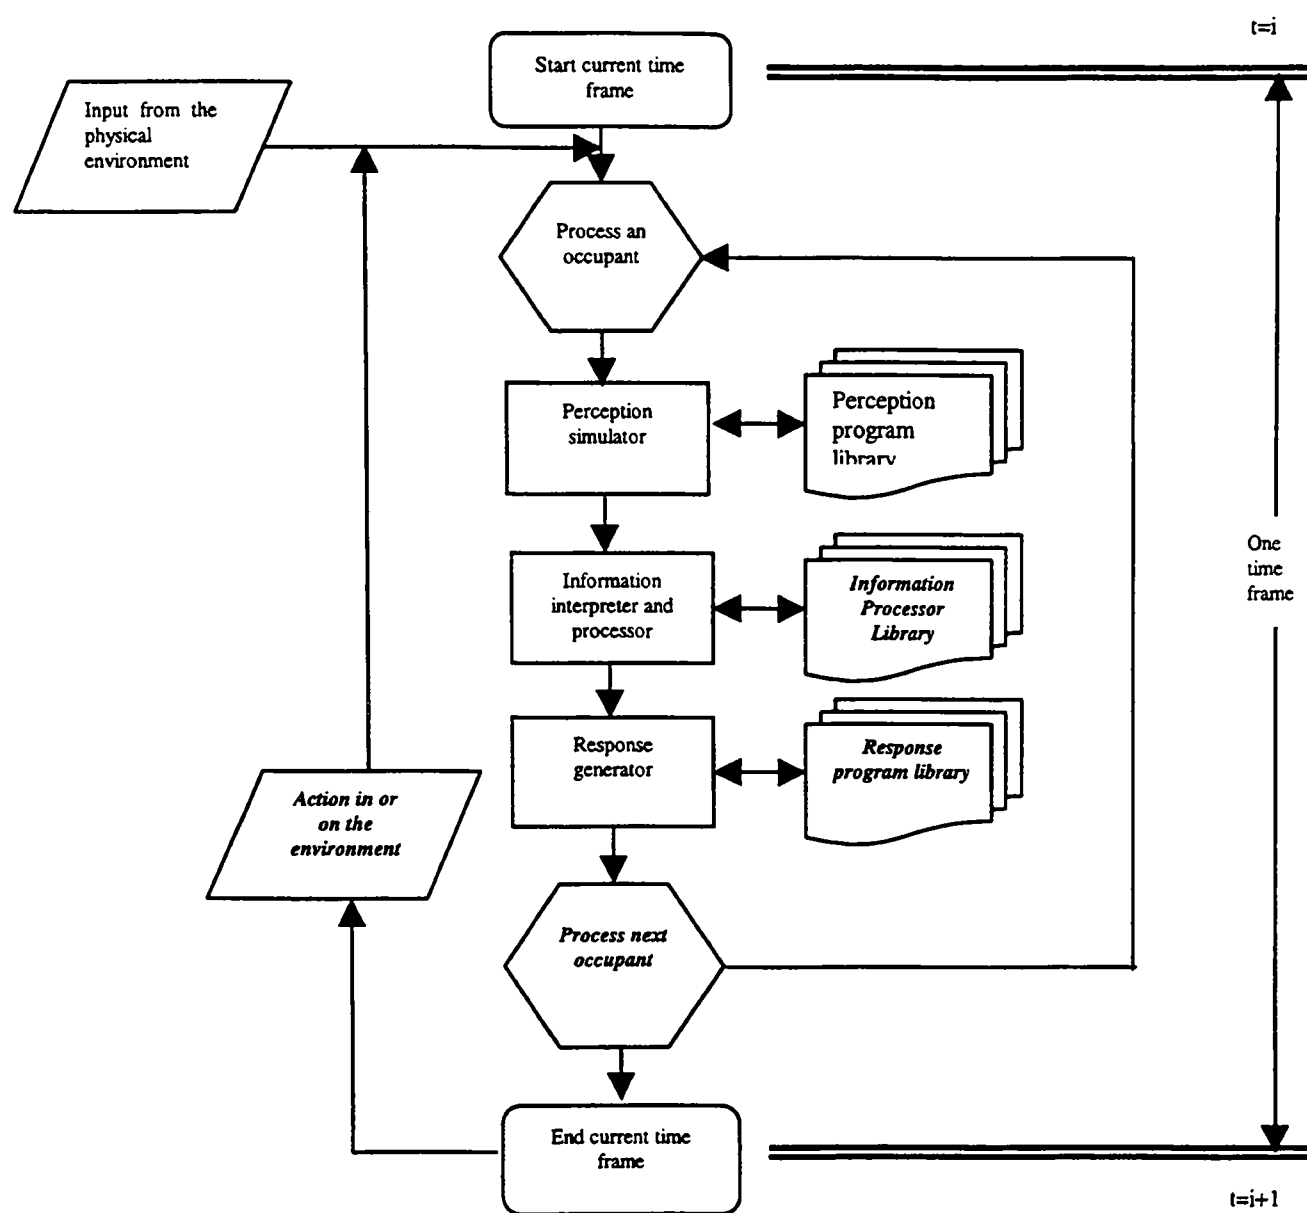 t=i
Start current time
frame
Input from the
physical
environment
Process an
occupant
Perception
simulator
Perception
program
library
One
time
frame
Information
interpreter and
processor
Information
Processor
Library
Response
generator
Response
program library
Action in or
on the
environment
Process next
occupant
End current time
frame
t=i+1